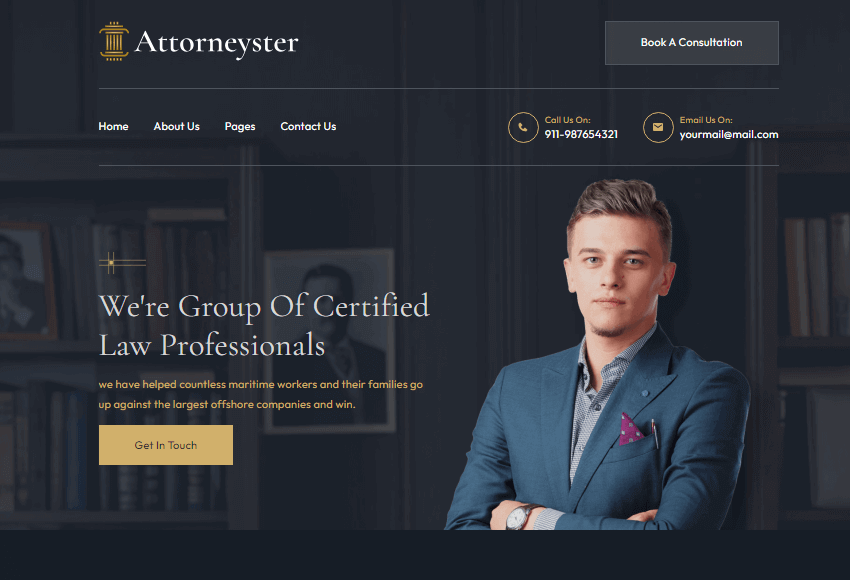 Attorneyster
Book A Consultation
Home
About Us
Pages
Contact Us
Call Us On:
911-987654321
Email Us On:
yourmail@mail.com
We're Group Of Certified
Law Professionals
we have helped countless maritime workers and their families go
up against the largest offshore companies and win.
Get In Touch